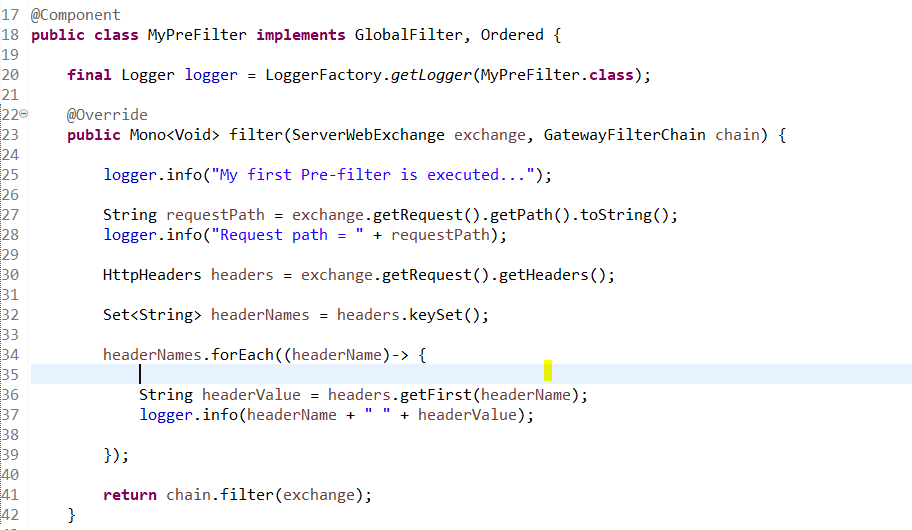 17 @Component
18 public class MyPreFilter implements GlobalFilter, Ordered {
19
20 final Logger logger = LoggerFactory.getLogger(MyPreFilter.class);
21
22 @Override
23 public Mono<Void> filter(ServerWebExchange exchange, GatewayFilterChain chain) {
24
25 logger.info("My first Pre-filter is executed...");
26
27 String requestPath = exchange.getRequest().getPath().toString();
28 logger.info("Request path = " + requestPath);
29
30 HttpHeaders headers = exchange.getRequest().getHeaders();
31
32 Set<String> headerNames = headers.keySet();
33
34 headerNames.forEach((headerName)-> {
35
36 String headerValue = headers.getFirst(headerName);
37 logger.info(headerName + " " + headerValue);
38
39 });
40
41 return chain.filter(exchange);
42 }